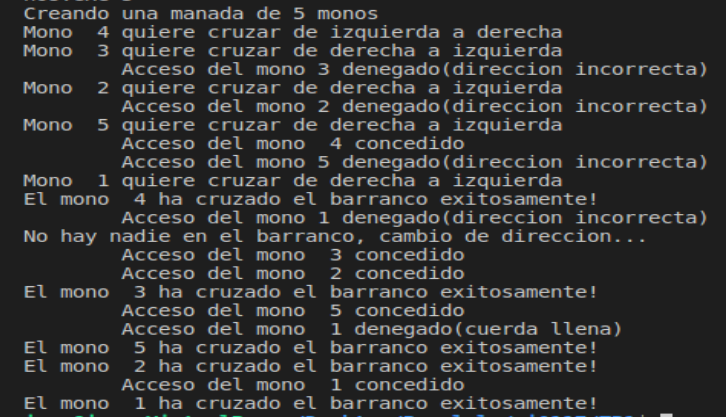 Creando una manada de 5 monos
Mono  4 quiere cruzar de izquierda a derecha
Mono  3 quiere cruzar de derecha a izquierda
Acceso del mono 3 denegado(direccion incorrecta)
Mono  2 quiere cruzar de derecha a izquierda
Acceso del mono 2 denegado(direccion incorrecta)
Mono  5 quiere cruzar de derecha a izquierda
Acceso del mono  4 concedido
Acceso del mono 5 denegado(direccion incorrecta)
Mono  1 quiere cruzar de derecha a izquierda
El mono  4 ha cruzado el barranco exitosamente!
Acceso del mono 1 denegado(direccion incorrecta)
No hay nadie en el barranco, cambio de direccion...
Acceso del mono  3 concedido
Acceso del mono  2 concedido
El mono  3 ha cruzado el barranco exitosamente!
Acceso del mono  5 concedido
Acceso del mono  1 denegado(cuerda llena)
El mono  5 ha cruzado el barranco exitosamente!
El mono  2 ha cruzado el barranco exitosamente!
Acceso del mono  1 concedido
El mono  1 ha cruzado el barranco exitosamente!